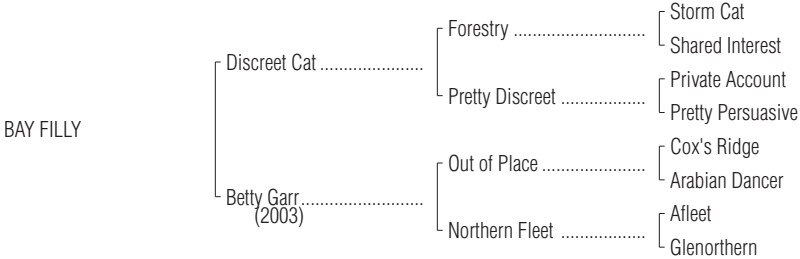 Storm Cat
Forestry ............................
Shared Interest
Discreet Cat ......................
Private Account
Pretty Discreet ..................
Pretty Persuasive
BAY FILLY
Cox's Ridge
Out of Place ......................
Arabian Dancer
Betty Garr..........................
(2003)
Afleet
Northern Fleet ..................
Glenorthern